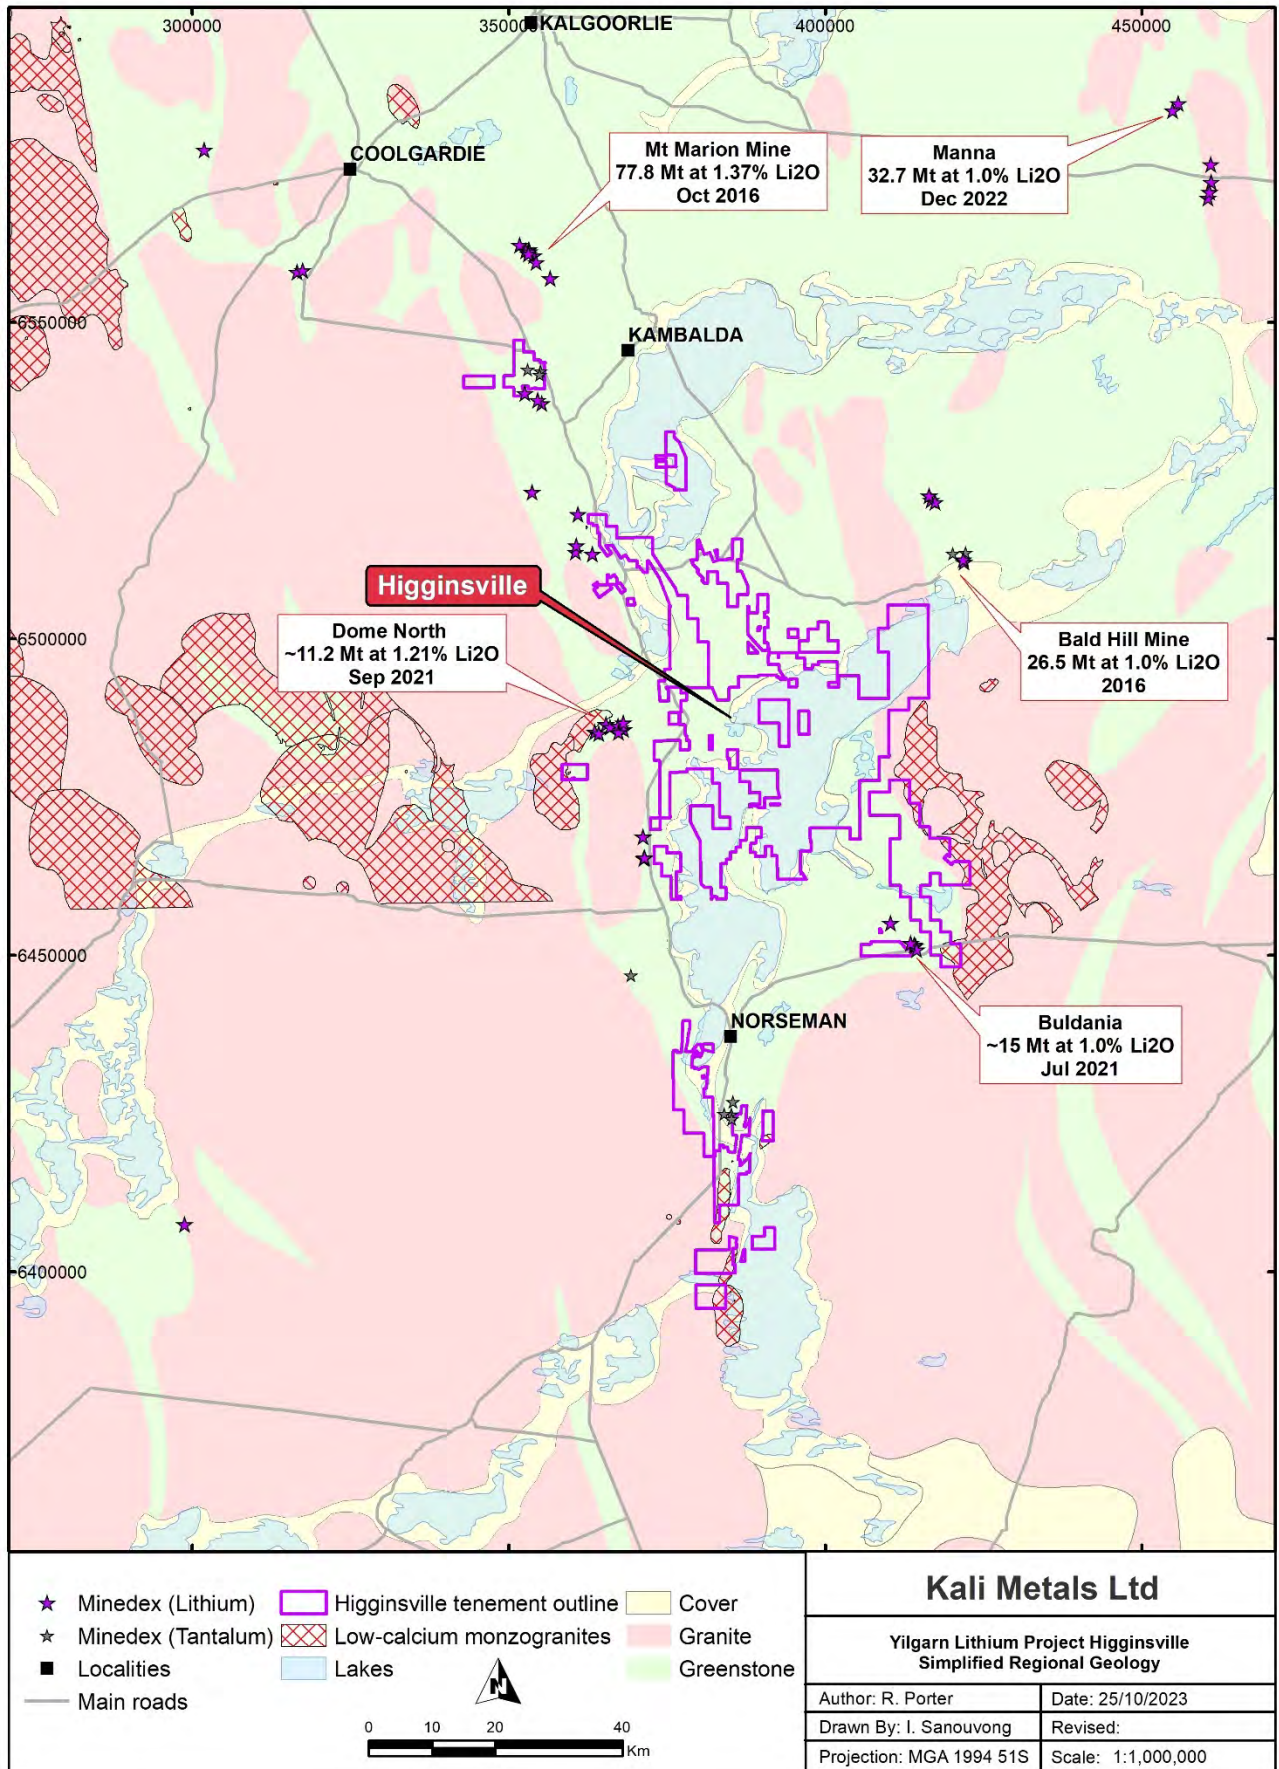 300000
350000
400000
450000
KALGOORLIE
COOLGARDIE
Mt Marion Mine
77.8 Mt at 1.37% Li2O
Oct 2016
Manna
32.7 Mt at 1.0% Li2O
Dec 2022
6550000
KAMBALDA
Higginsville
Dome North
~11.2 Mt at 1.21% Li2O
Sep 2021
6500000
Bald Hill Mine
26.5 Mt at 1.0% Li2O
2016
6450000
NORSEMAN
Buldania
~15 Mt at 1.0% Li2O
Jul 2021
6400000
Minedex (Lithium)
Minedex (Tantalum)
Localities
Main roads
Higginsville tenement outline
Low-calcium monzogranites
Lakes
Cover
Granite
Greenstone
N
0 10 20 40
Km
Kali Metals Ltd
Yilgarn Lithium Project Higginsville
Simplified Regional Geology
Author: R. Porter
Date: 25/10/2023
Drawn By: I. Sanouvong
Revised:
Projection: MGA 1994 51S
Scale: 1:1,000,000